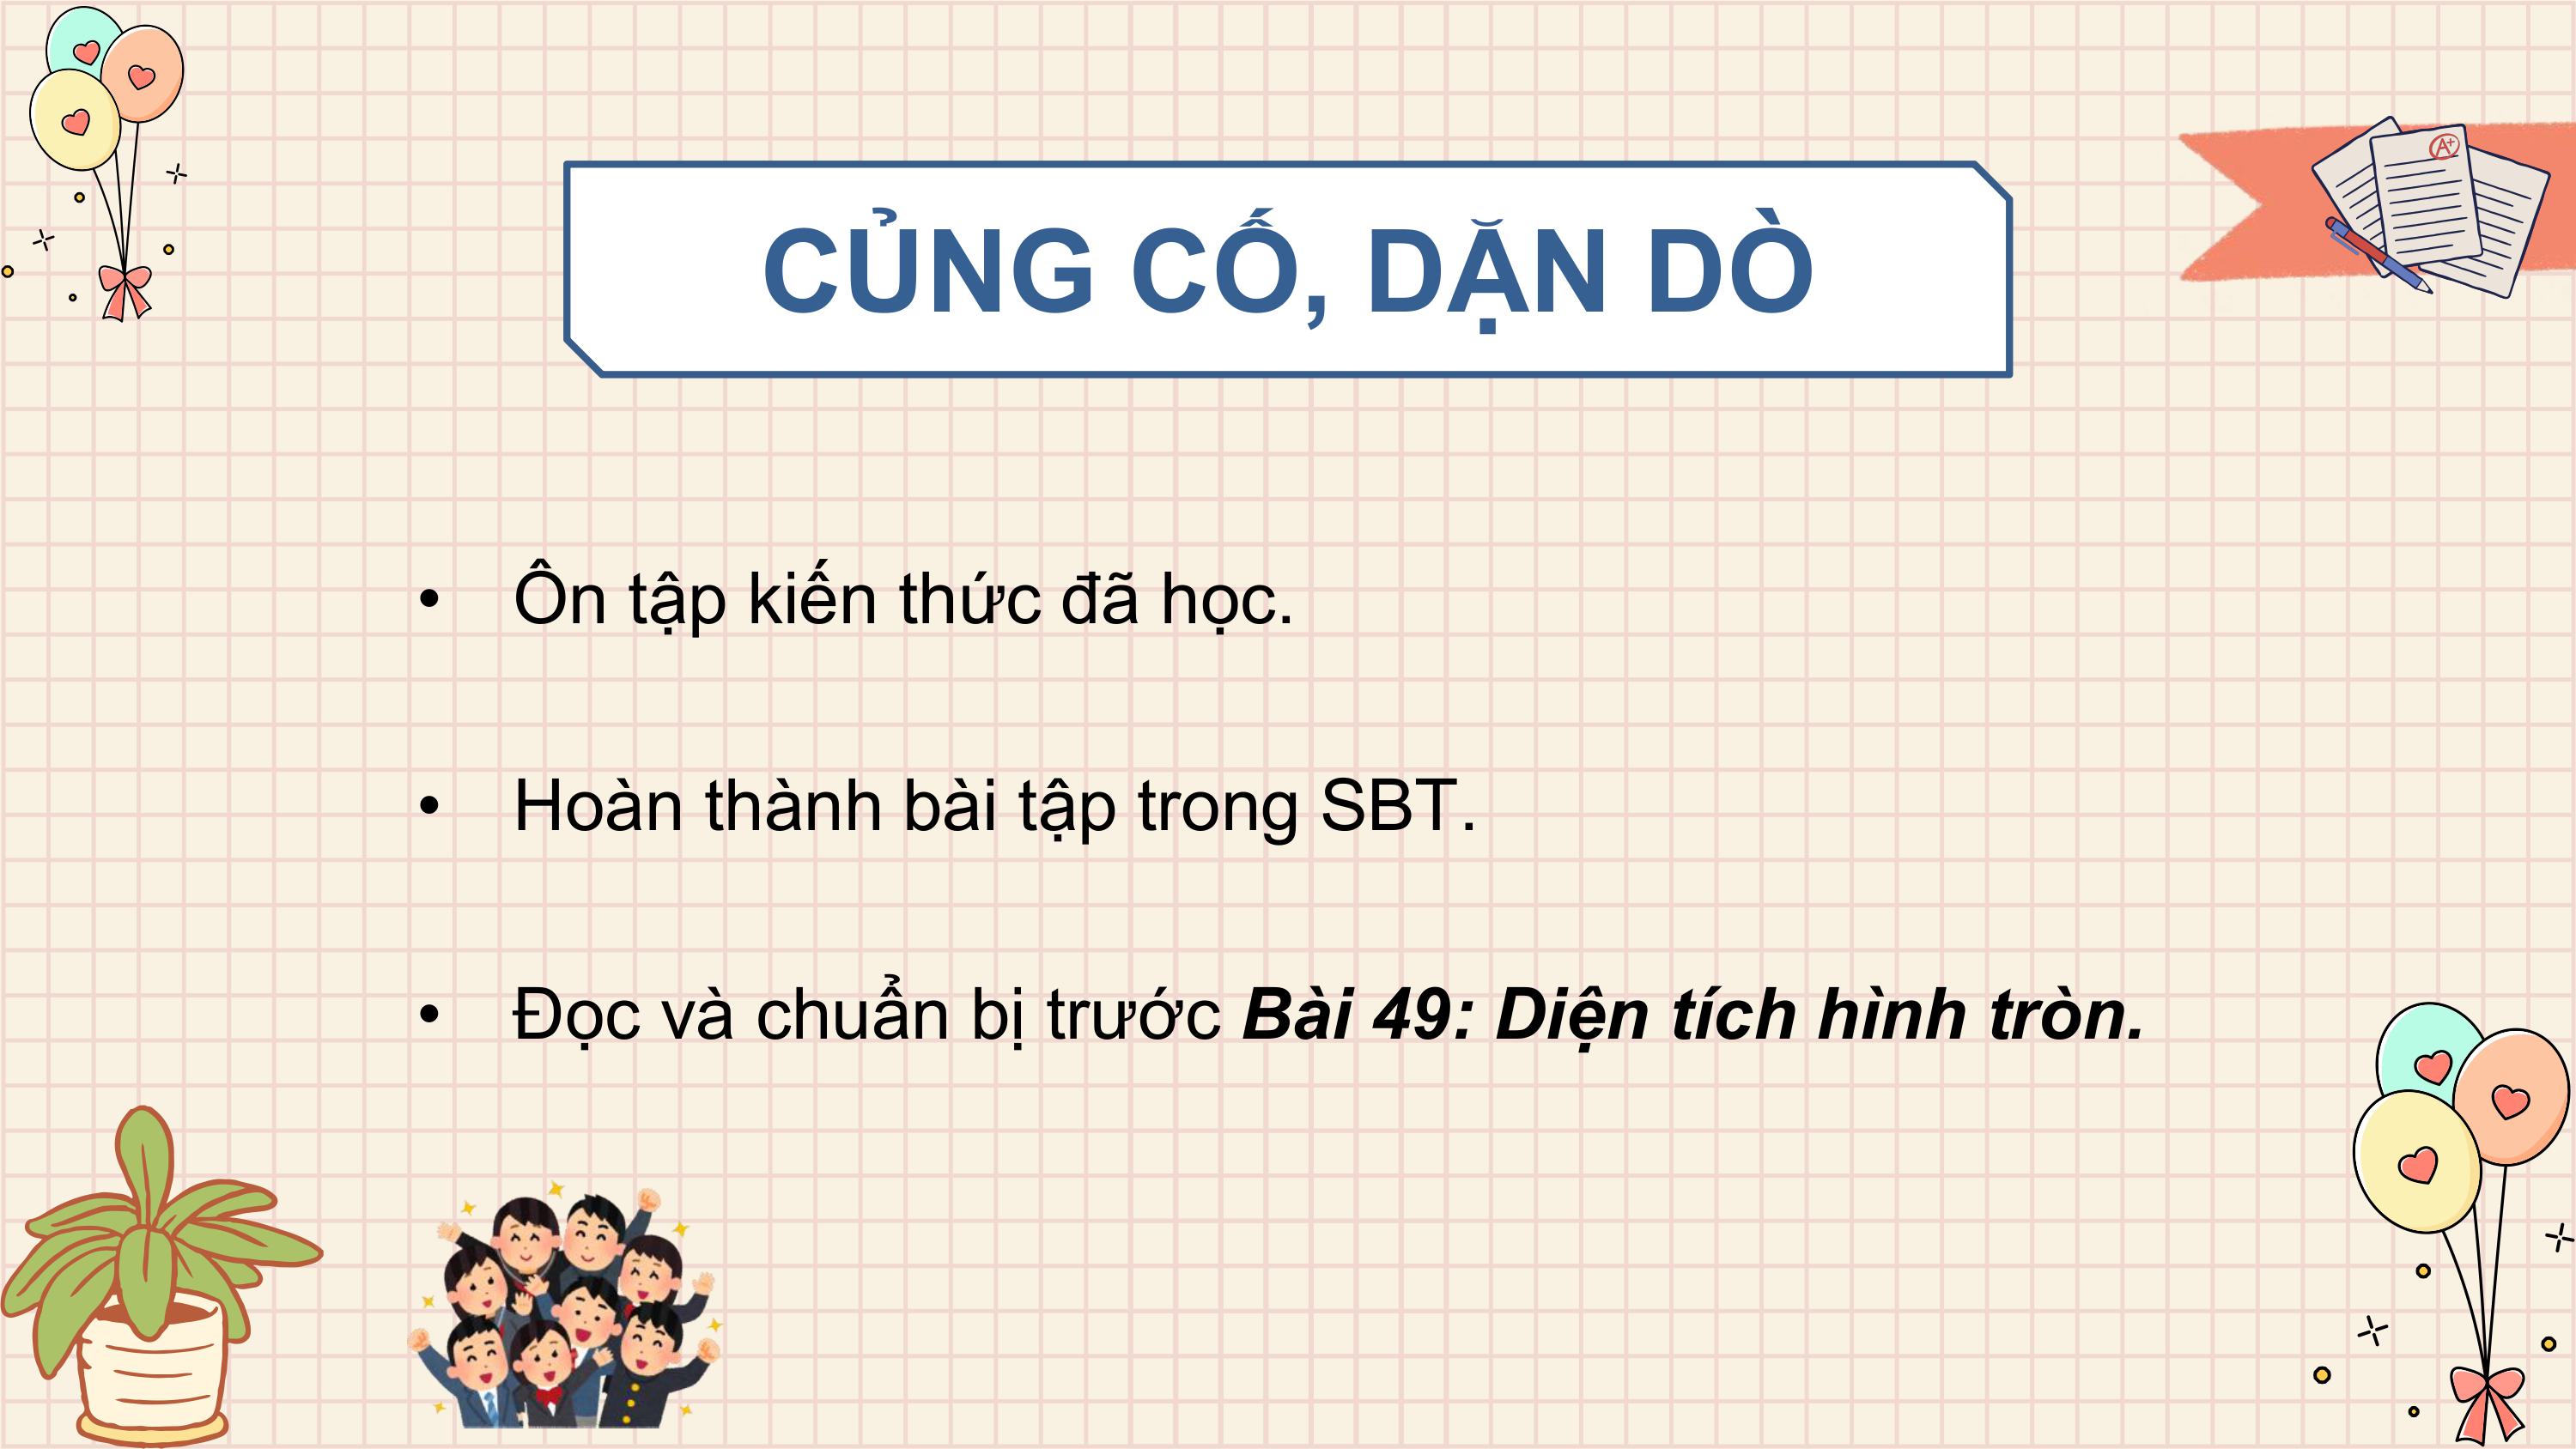 CỦNG CỐ, DẶN DÒ
A+
• Ôn tập kiến thức đã học.
• Hoàn thành bài tập trong SBT.
• Đọc và chuẩn bị trước Bài 49: Diện tích hình tròn.